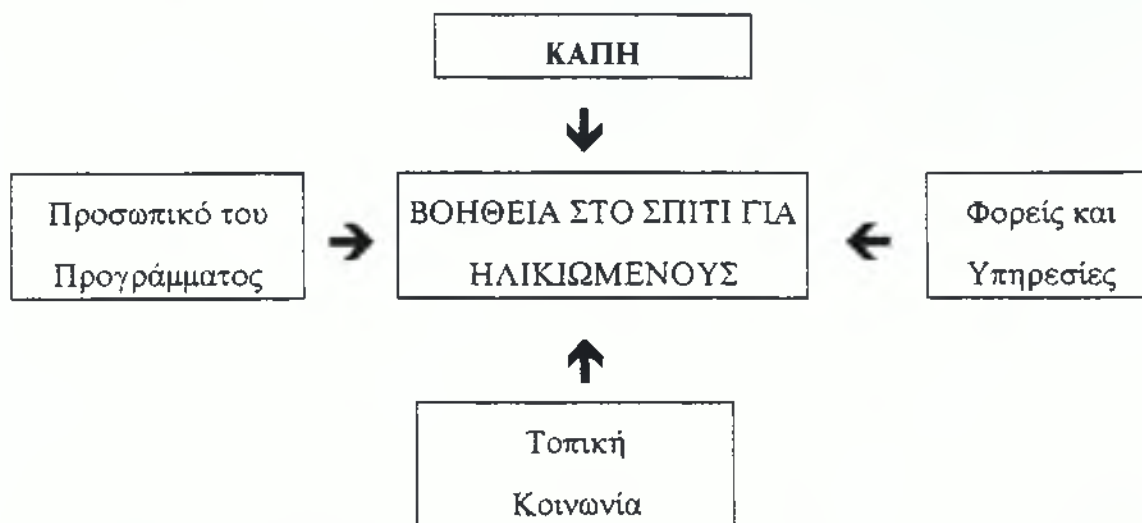 ΚΑΠΗ
Προσωπικό του
Προγράμματος
ΒΟΗΘΕΙΑ ΣΤΟ ΣΠΙΤΙ ΓΙΑ
ΗΛΙΚΙΩΜΕΝΟΥΣ
Φορείς και
Υπηρεσίες
Τοπική
Κοινωνία